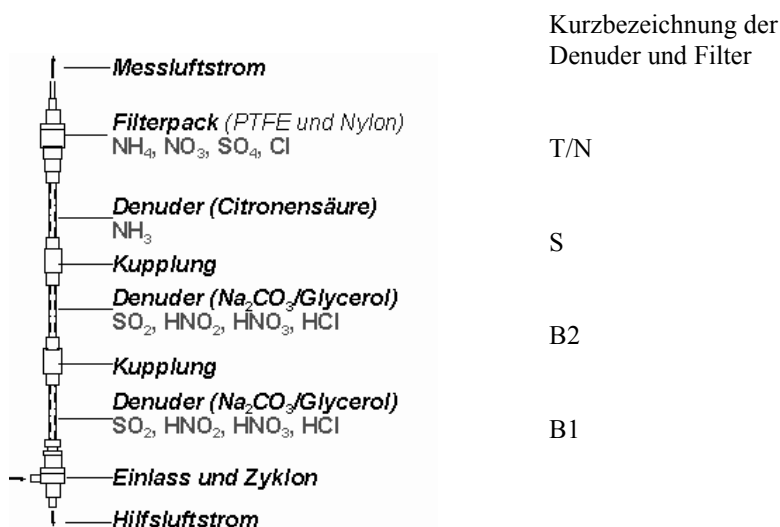 Kurzbezeichnung der
Denuder und Filter
Messluftstrom
Filterpack (PTFE und Nylon)
NH₄, NO₃, SO₄, Cl
T/N
Denuder (Citronensäure)
NH₃
S
Kupplung
Denuder (Na₂CO₃/Glycerol)
SO₂, HNO₂, HNO₃, HCl
B2
Kupplung
Denuder (Na₂CO₃/Glycerol)
SO₂, HNO₂, HNO₃, HCl
B1
Einlass und Zyklon
Hilfsluftstrom